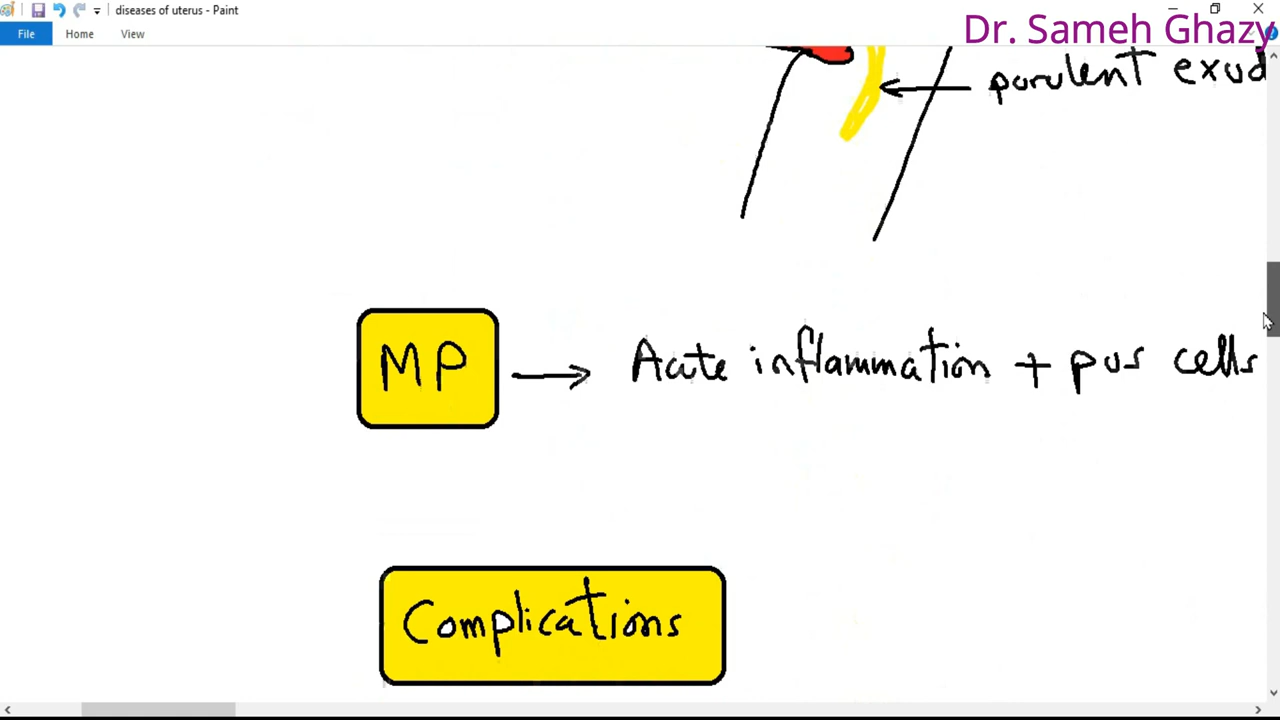 diseases of uterus - Paint
Dr. Sameh Ghazy
File Home View
purulent exud
MP → Acute inflammation + pus cells
Complications